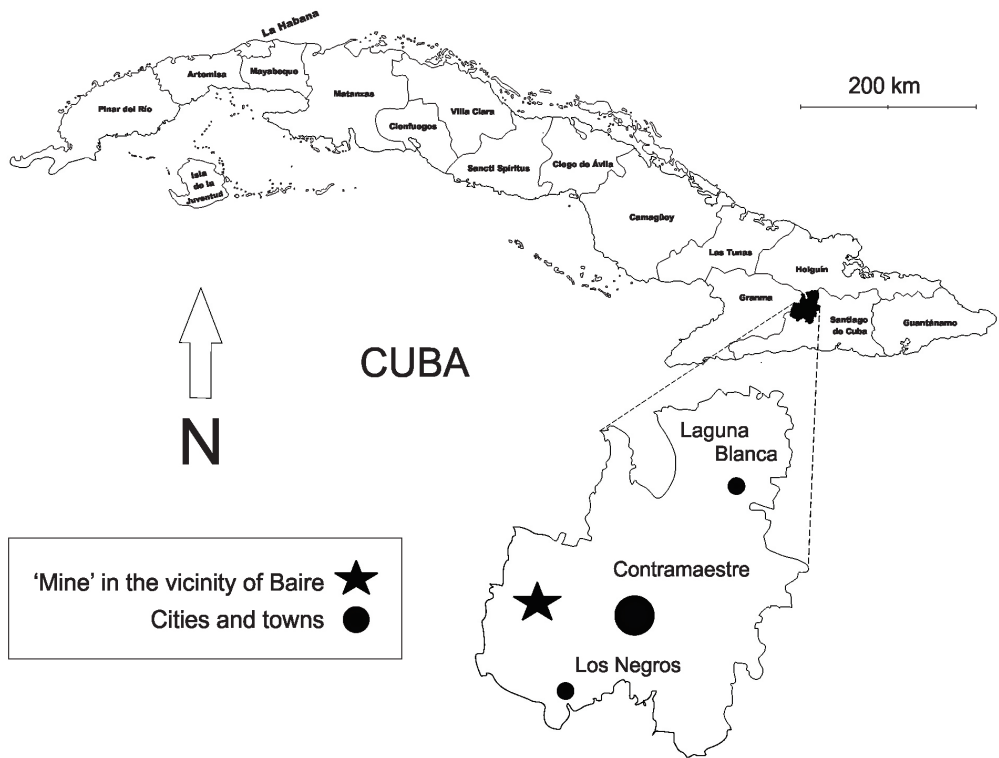 La Habana
Artemisa
Mayabeque
Pinar del Río
Matanzas
Villa Clara
Cienfuegos
Isla
de la
Juventud
Sancti Spíritus
Ciego de Ávila
Camagüey
Las Tunas
Holguín
Granma
Santiago
de Cuba
Guantánamo
200 km
CUBA
N
Laguna
Blanca
Contramaestre
Los Negros
‘Mine’ in the vicinity of Baire
Cities and towns